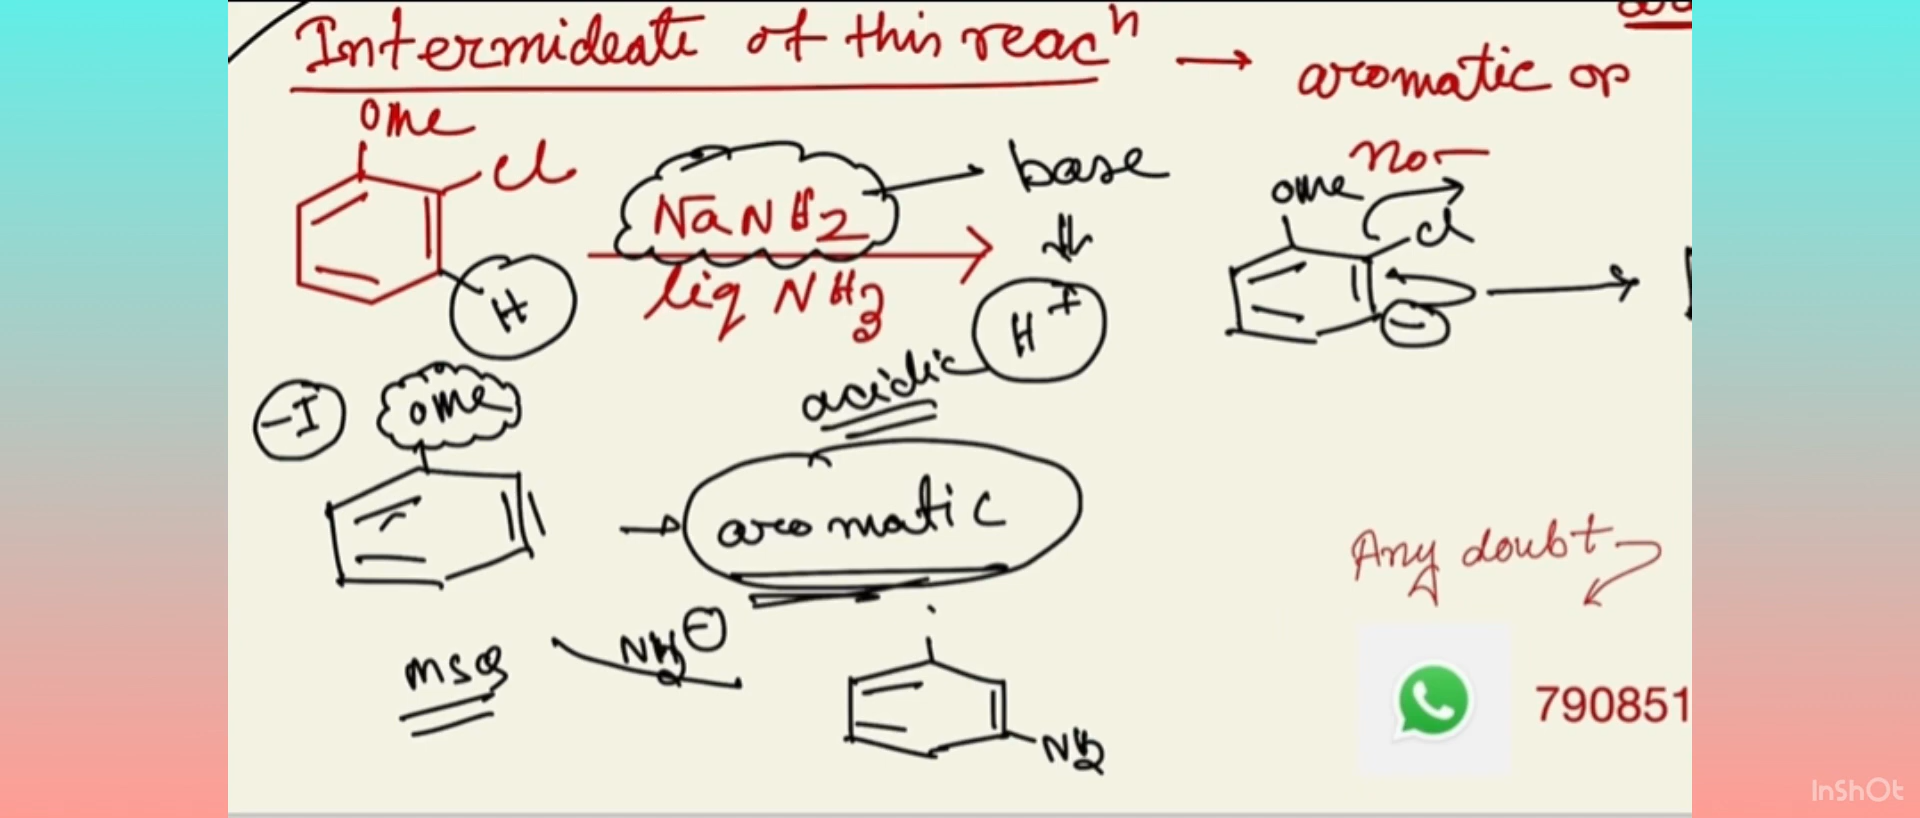 Intermideate of this reacn → aromatic or
no—
OMe
Cl
H
NaNH2
liq NH3
base
H+
acidic
OMe
Cl
−
−I
OMe
→ aromatic
NH2 −
NH2
Any doubt
790851
InShOt